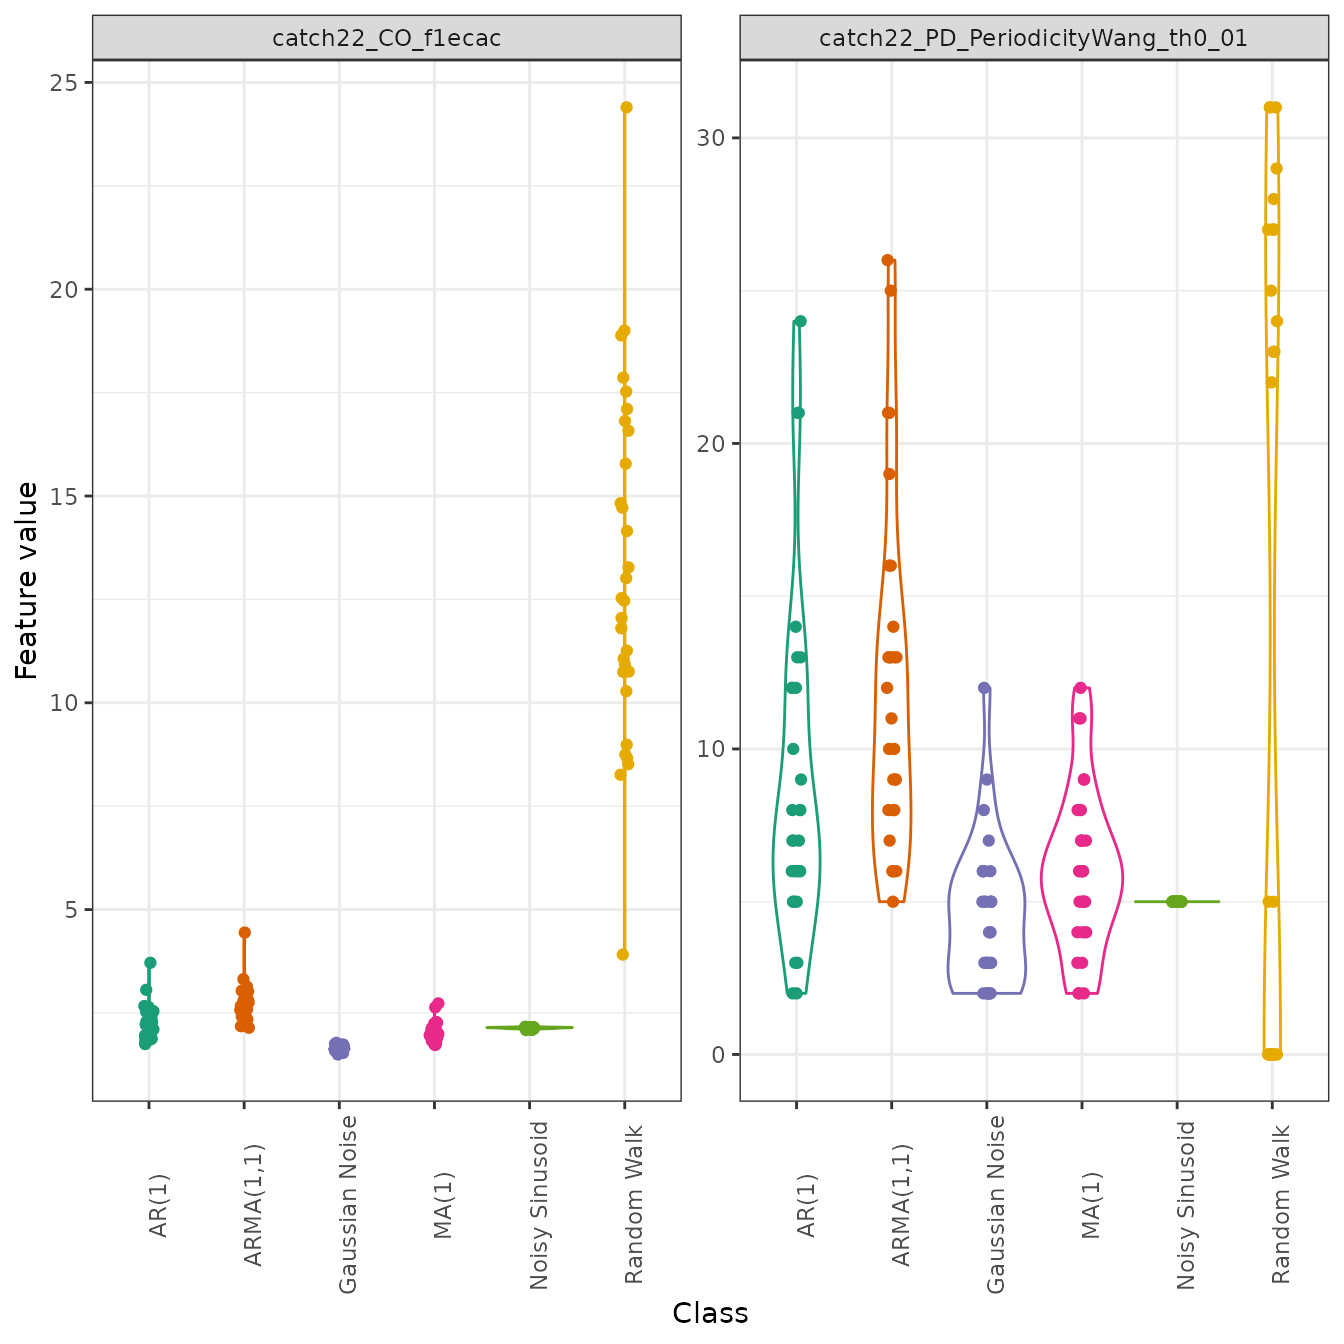 catch22_CO_f1ecac
catch22_PD_PeriodicityWang_th0_01
Feature value
25
20
15
10
5
30
20
10
0
AR(1)
ARMA(1,1)
Gaussian Noise
MA(1)
Noisy Sinusoid
Random Walk
AR(1)
ARMA(1,1)
Gaussian Noise
MA(1)
Noisy Sinusoid
Random Walk
Class